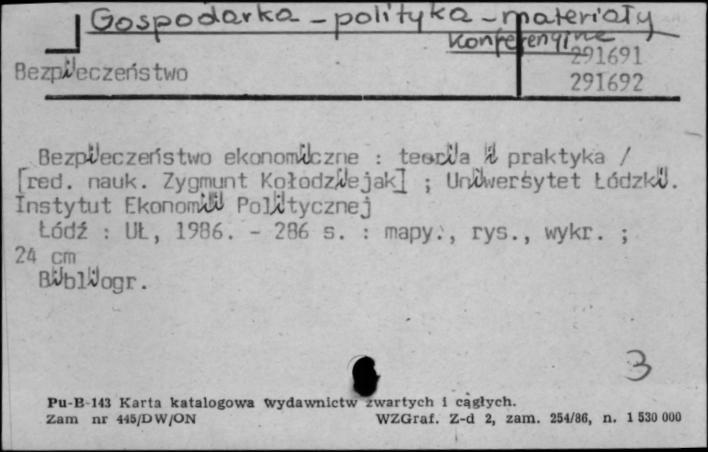 Gospodarka - polityka - materiały
konferencyjne
291691
Bezpieczeństwo
291692
Bezpieczeństwo ekonomiczne : teoria i praktyka /
[red. nauk. Zygmunt Kołodziejak] ; Uniwersytet Łódzki.
Instytut Ekonomii Politycznej
Łódź : UŁ, 1986. - 286 s. : mapy., rys., wykr. ;
24 cm
Bibliogr.
3
Pu-B-143 Karta katalogowa wydawnictw zwartych i ciągłych.
Zam nr 445/DW/ON WZGraf. Z-d 2, zam. 254/86, n. 1 530 000